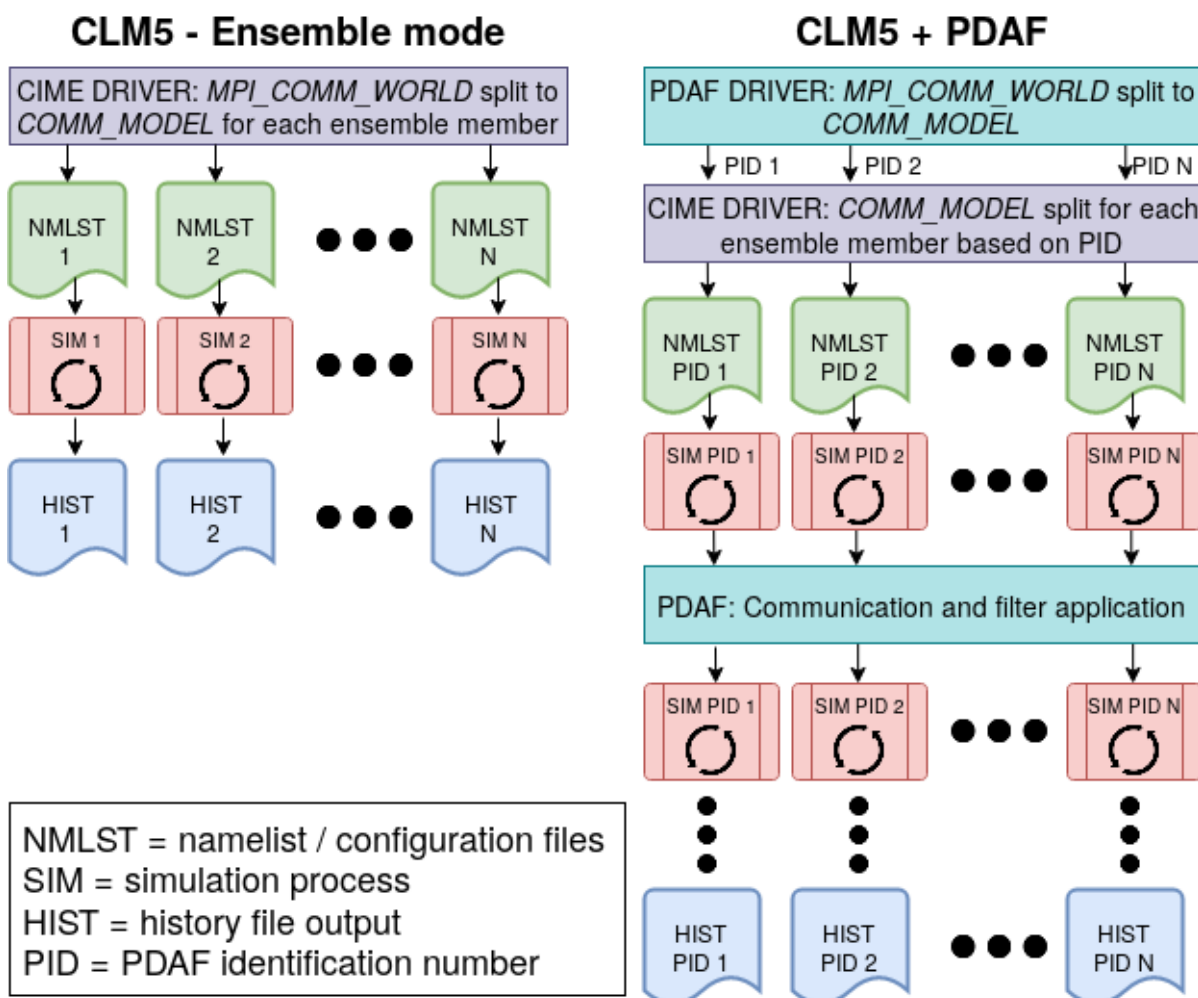 CLM5 - Ensemble mode
CIME DRIVER: MPI_COMM_WORLD split to
COMM_MODEL for each ensemble member
NMLST
1
NMLST
2
NMLST
N
SIM 1
SIM 2
SIM N
HIST
1
HIST
2
HIST
N
CLM5 + PDAF
PDAF DRIVER: MPI_COMM_WORLD split to
COMM_MODEL
PID 1
PID 2
PID N
CIME DRIVER: COMM_MODEL split for each
ensemble member based on PID
NMLST
PID 1
NMLST
PID 2
NMLST
PID N
SIM PID 1
SIM PID 2
SIM PID N
PDAF: Communication and filter application
SIM PID 1
SIM PID 2
SIM PID N
HIST
PID 1
HIST
PID 2
HIST
PID N
NMLST = namelist / configuration files
SIM = simulation process
HIST = history file output
PID = PDAF identification number